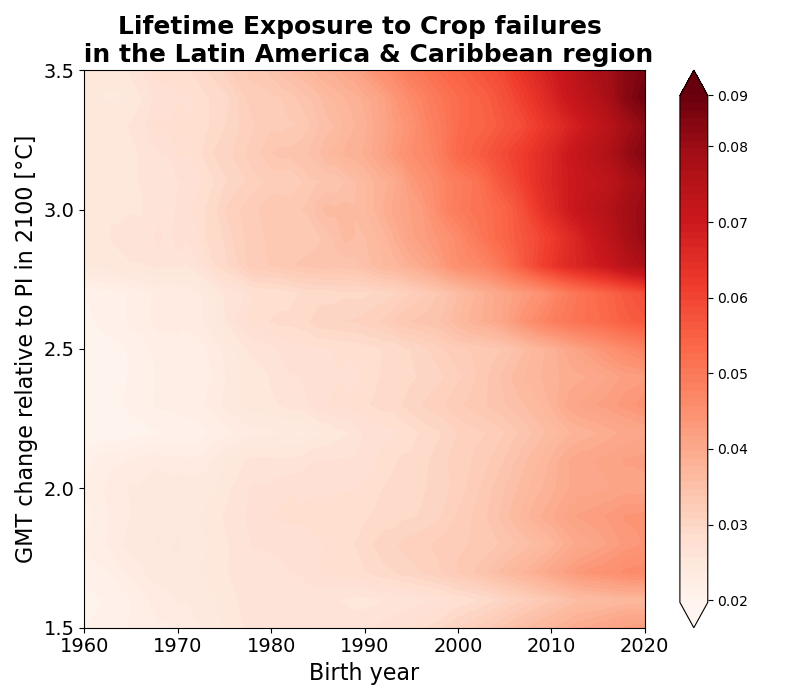 Lifetime Exposure to Crop failures
in the Latin America & Caribbean region
GMT change relative to PI in 2100 [°C]
3.5
3.0
2.5
2.0
1.5
1960 1970 1980 1990 2000 2010 2020
Birth year
0.09
0.08
0.07
0.06
0.05
0.04
0.03
0.02